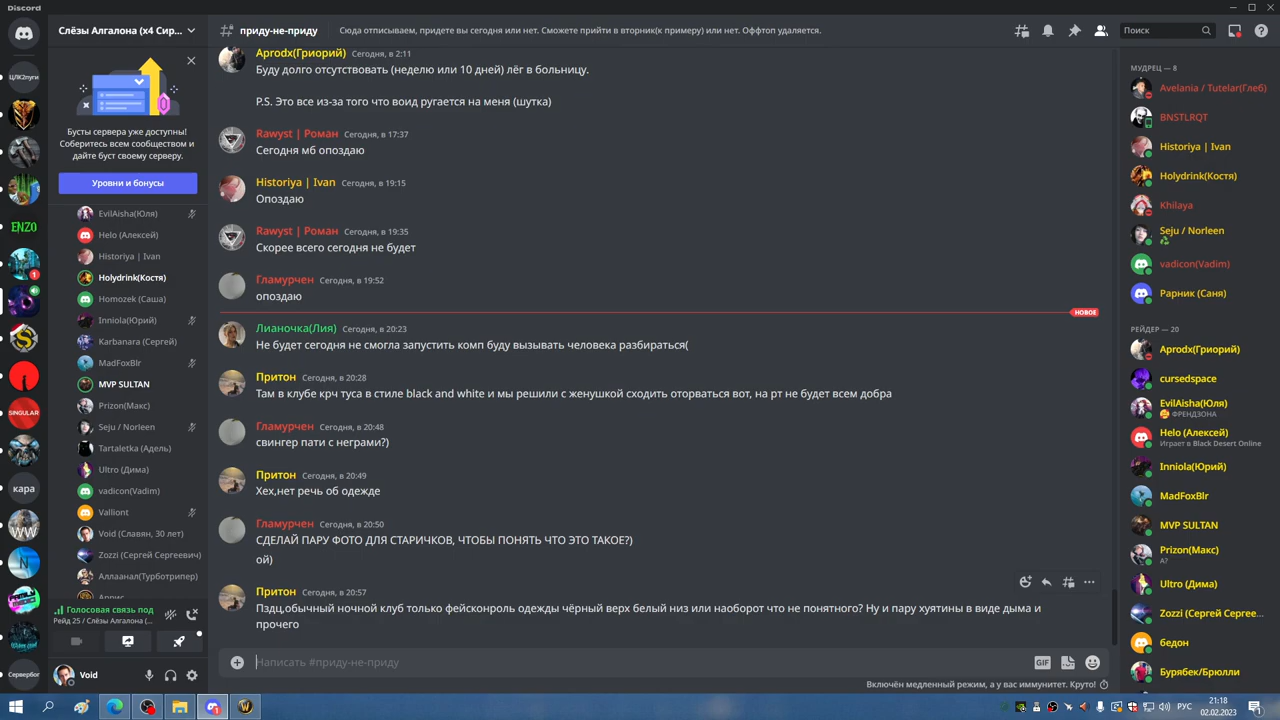 Discord
Слёзы Алгалона (x4 Сир...
приду-не-приду
Сюда отписываем, придете вы сегодня или нет. Сможете прийти в вторник(к примеру) или нет. Оффтоп удаляется.
Поиск
ЦЛК2пуги
ENZO
1
SINGULAR
кара
WW
Сервербог
Бусты сервера уже доступны!
Соберитесь всем сообществом и
дайте буст своему серверу.
Уровни и бонусы
EvilAisha(Юля)
Helo (Алексей)
Historiya | Ivan
Holydrink(Костя)
Homozek (Саша)
Inniola(Юрий)
Karbanara (Сергей)
MadFoxBlr
MVP SULTAN
Prizon(Макс)
Seju / Norleen
Tartaletka (Адель)
Ultro (Дима)
vadicon(Vadim)
Valliont
Void (Славян, 30 лет)
Zozzi (Сергей Сергеевич)
Аллаанал(Турботрипер)
Голосовая связь под
Рейд 25 / Слёзы Алгалона (...
Void
Aprodx(Гриорий) Сегодня, в 2:11
Буду долго отсутствовать (неделю или 10 дней) лёг в больницу.
P.S. Это все из-за того что воид ругается на меня (шутка)
Rawyst | Роман Сегодня, в 17:37
Сегодня мб опоздаю
Historiya | Ivan Сегодня, в 19:15
Опоздаю
Rawyst | Роман Сегодня, в 19:35
Скорее всего сегодня не будет
Гламурчен Сегодня, в 19:52
опоздаю
НОВОЕ
Лианочка(Лия) Сегодня, в 20:23
Не будет сегодня не смогла запустить комп буду вызывать человека разбираться(
Притон Сегодня, в 20:28
Там в клубе крч туса в стиле black and white и мы решили с женушкой сходить оторваться вот, на рт не будет всем добра
Гламурчен Сегодня, в 20:48
свингер пати с неграми?)
Притон Сегодня, в 20:49
Хех,нет речь об одежде
Гламурчен Сегодня, в 20:50
СДЕЛАЙ ПАРУ ФОТО ДЛЯ СТАРИЧКОВ, ЧТОБЫ ПОНЯТЬ ЧТО ЭТО ТАКОЕ?)
ой)
Притон Сегодня, в 20:57
Пздц,обычный ночной клуб только фейсконроль одежды чёрный верх белый низ или наоборот что не понятного? Ну и пару хуятины в виде дыма и
прочего
Написать #приду-не-приду
GIF
Включён медленный режим, а у вас иммунитет. Круто!
МУДРЕЦ — 8
Avelania / Tutelar(Глеб)
BNSTLRQT
Historiya | Ivan
Holydrink(Костя)
Khilaya
Seju / Norleen
vadicon(Vadim)
Рарник (Саня)
РЕЙДЕР — 20
Aprodx(Гриорий)
cursedspace
EvilAisha(Юля)
ФРЕНДЗОНА
Helo (Алексей)
Играет в Black Desert Online
Inniola(Юрий)
MadFoxBlr
MVP SULTAN
Prizon(Макс)
А?
Ultro (Дима)
Zozzi (Сергей Сергее...
бедон
Бурябек/Брюлли
РУС
21:18
02.02.2023
1